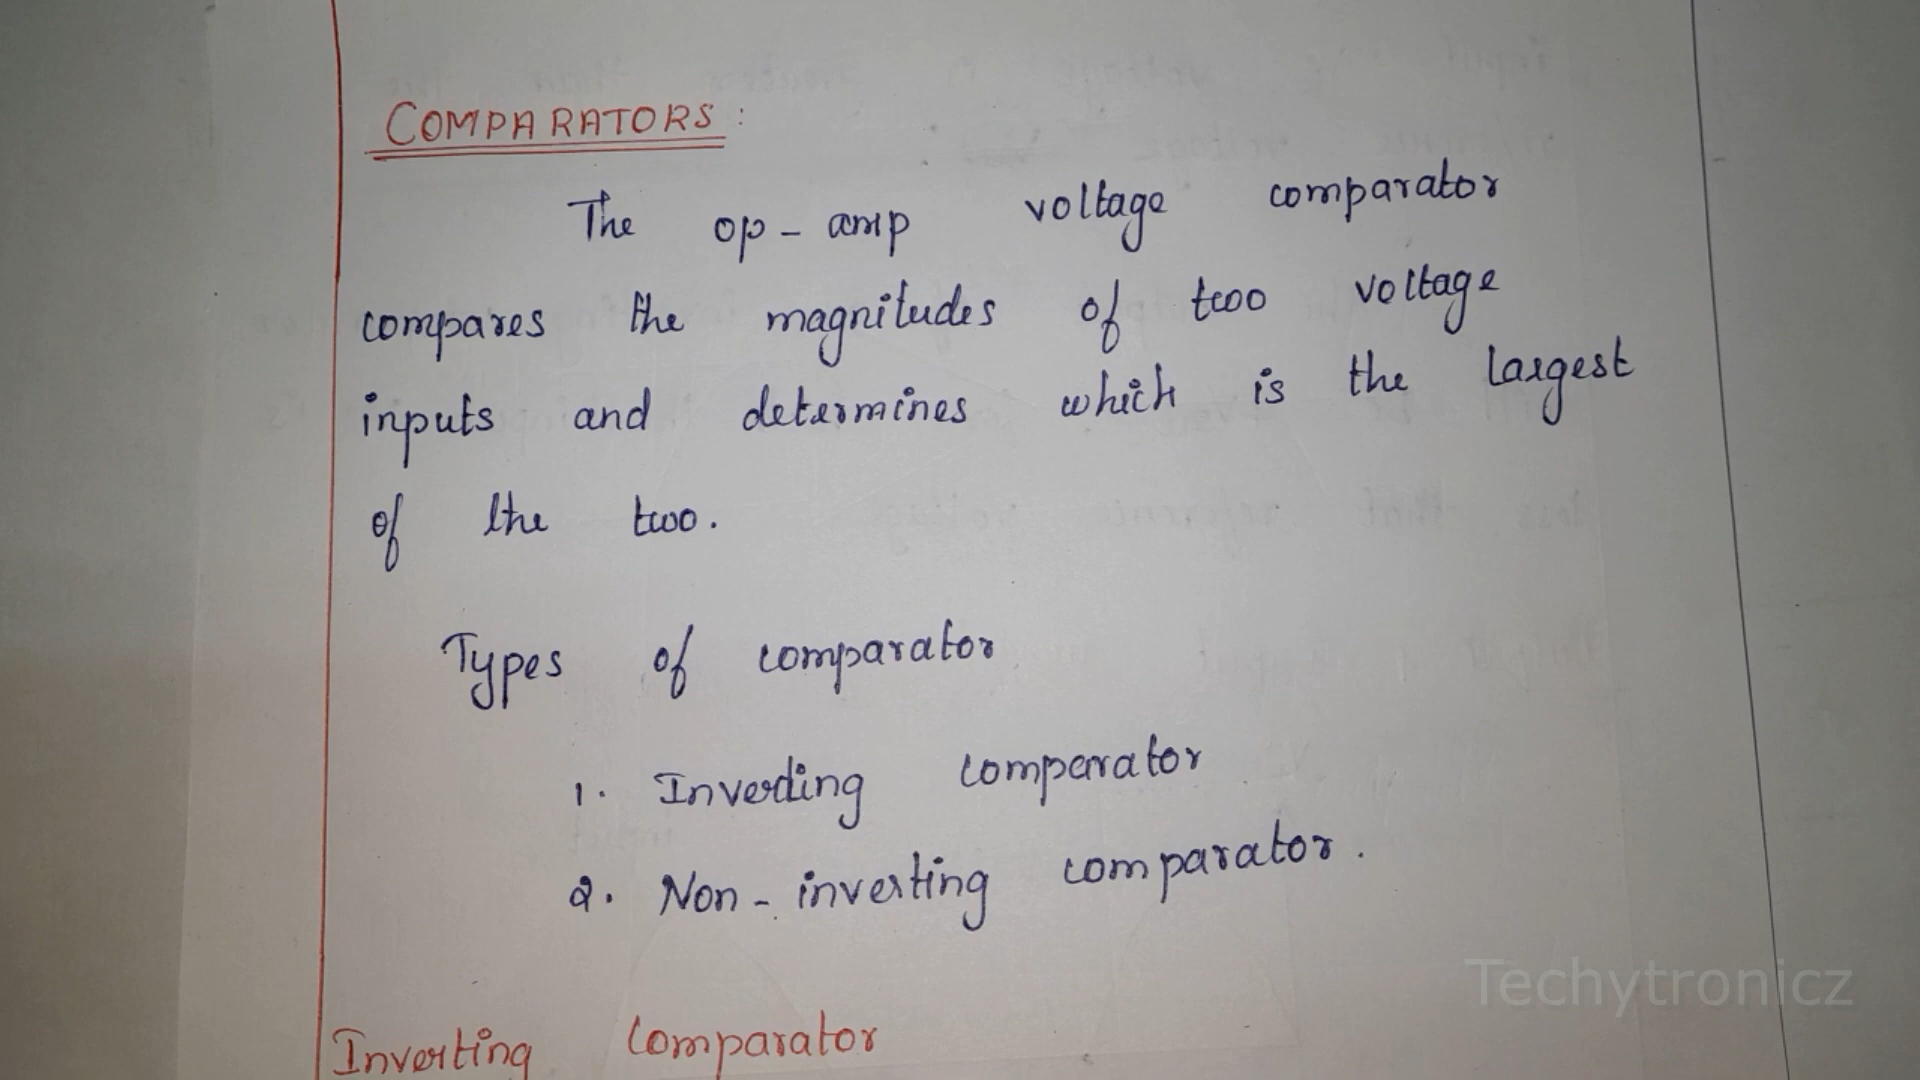 COMPARATORS:
The op-amp voltage comparator
compares the magnitudes of two voltage
inputs and determines which is the largest
of the two.
Types of comparator
1. Inverting comparator
2. Non-inverting comparator.
Techytronicz
Inverting Comparator